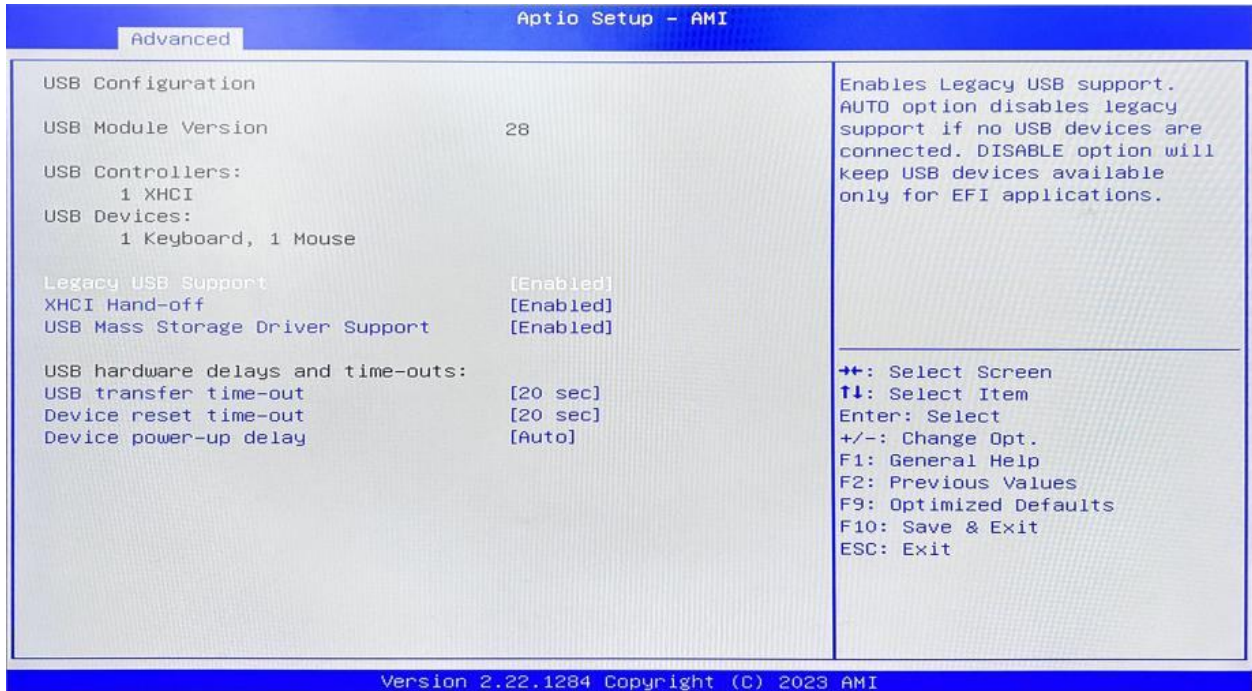 Aptio Setup - AMI
Advanced
USB Configuration
USB Module Version 28
USB Controllers:
1 XHCI
USB Devices:
1 Keyboard, 1 Mouse
Legacy USB Support [Enabled]
XHCI Hand-off [Enabled]
USB Mass Storage Driver Support [Enabled]
USB hardware delays and time-outs:
USB transfer time-out [20 sec]
Device reset time-out [20 sec]
Device power-up delay [Auto]
Enables Legacy USB support.
AUTO option disables legacy
support if no USB devices are
connected. DISABLE option will
keep USB devices available
only for EFI applications.
→←: Select Screen
↑↓: Select Item
Enter: Select
+/-: Change Opt.
F1: General Help
F2: Previous Values
F9: Optimized Defaults
F10: Save & Exit
ESC: Exit
Version 2.22.1284 Copyright (C) 2023 AMI